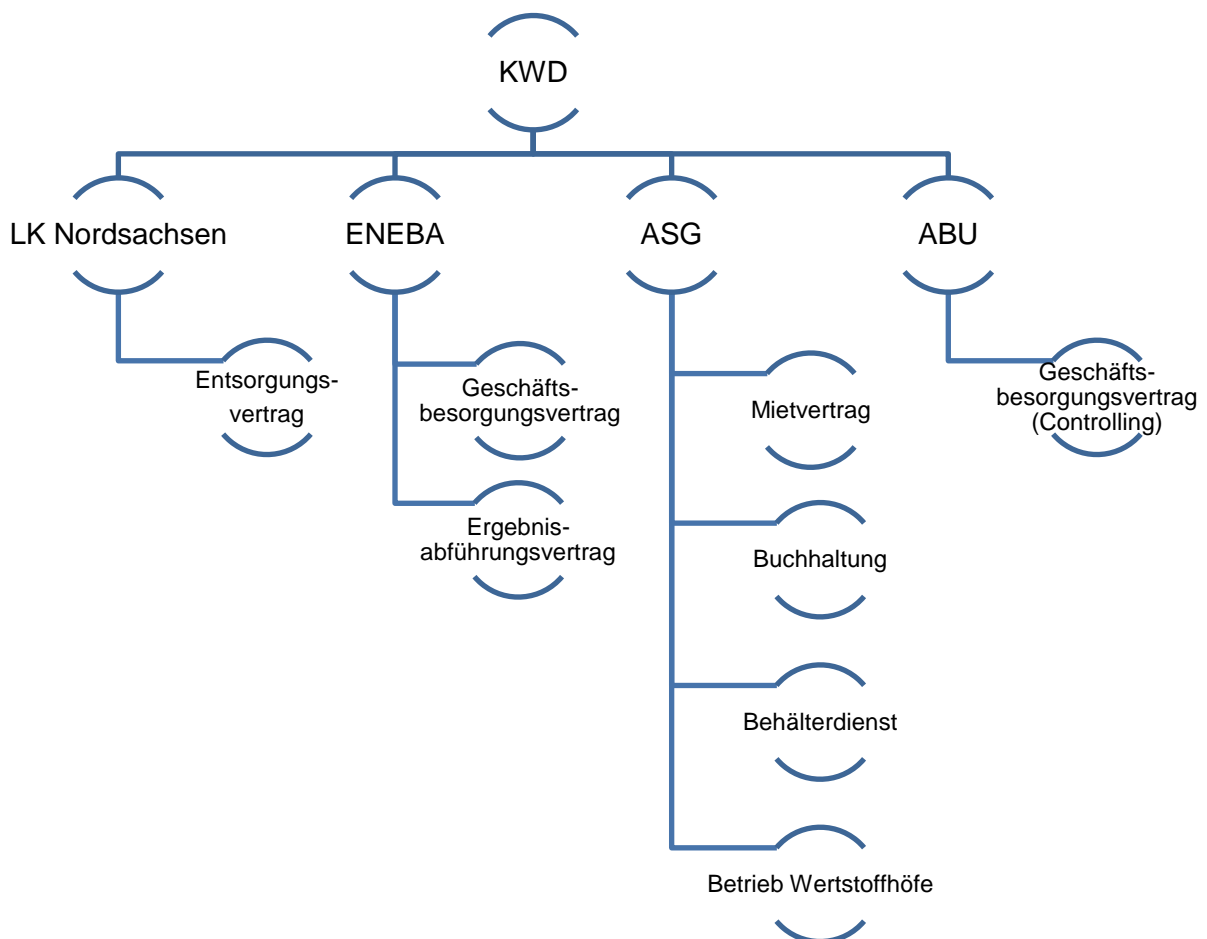 KWD
LK Nordsachsen
ENEBA
ASG
ABU
Entsorgungs-
vertrag
Geschäfts-
besorgungsvertrag
Ergebnis-
abführungsvertrag
Mietvertrag
Buchhaltung
Behälterdienst
Betrieb Wertstoffhöfe
Geschäfts-
besorgungsvertrag
(Controlling)